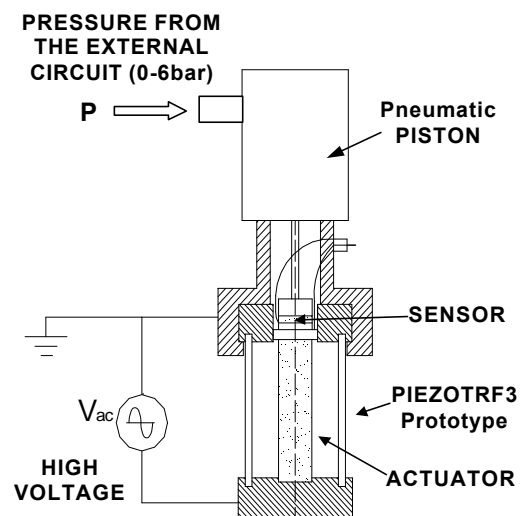 PRESSURE FROM
THE EXTERNAL
CIRCUIT (0-6bar)
P
Pneumatic
PISTON
SENSOR
Vac
PIEZOTRF3
Prototype
HIGH
VOLTAGE
ACTUATOR